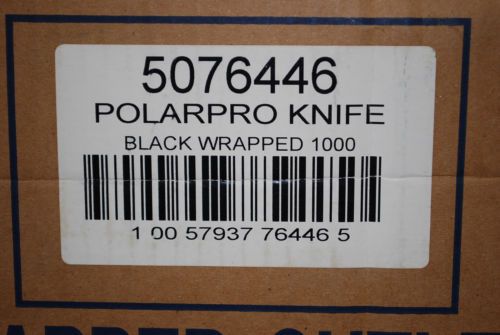 5076446
POLARPRO KNIFE
BLACK WRAPPED 1000
1 00 57937 76446 5